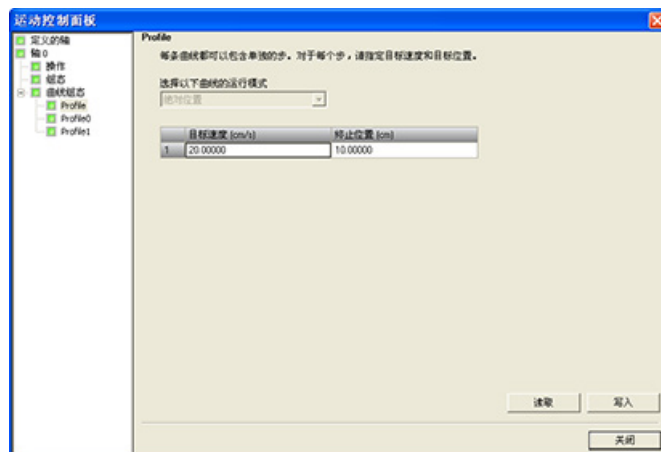 运动控制面板
定义的轴
轴0
操作
组态
曲线组态
Profile
Profile0
Profile1
Profile
每条曲线都可以包含单独的步。对于每个步，请指定目标速度和目标位置。
选择以下曲线的运行模式
绝对位置
目标速度 (cm/s) 终止位置 (cm)
1 20.00000 10.00000
读取 写入
关闭